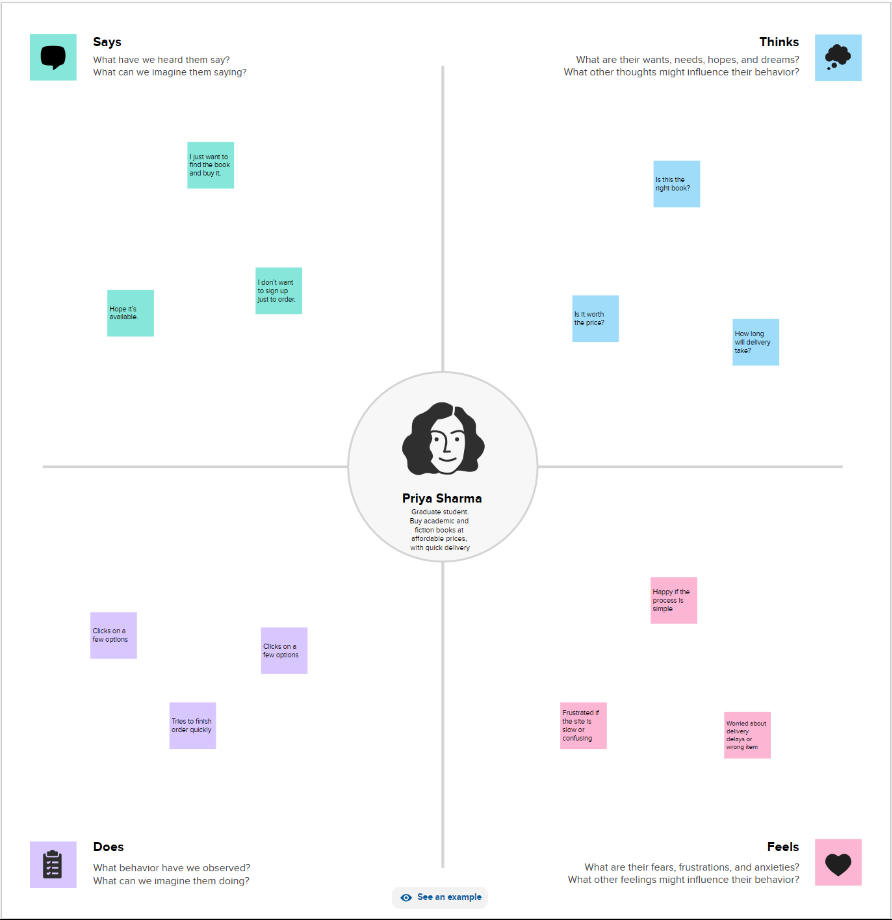 Says
What have we heard them say?
What can we imagine them saying?
Thinks
What are their wants, needs, hopes, and dreams?
What other thoughts might influence their behavior?
I just want to
find the book
and buy it.
I don't want
to sign up
just to order.
Hope it's
available.
Is this the
right book?
Is it worth
the price?
How long
will delivery
take?
Priya Sharma
Graduate student.
Buy academic and
fiction books at
affordable prices,
with quick delivery
Clicks on a
few options
Clicks on a
few options
Tries to finish
order quickly
Happy if the
process is
simple
Frustrated if
the site is
slow or
confusing
Worried about
delivery
delays or
wrong item
Does
What behavior have we observed?
What can we imagine them doing?
Feels
What are their fears, frustrations, and anxieties?
What other feelings might influence their behavior?
See an example